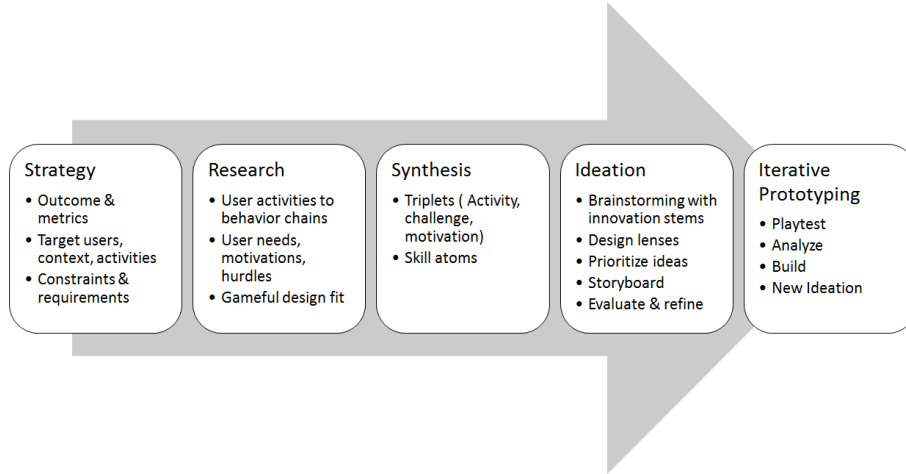 Strategy
• Outcome &
metrics
• Target users,
context, activities
• Constraints &
requirements
Research
• User activities to
behavior chains
• User needs,
motivations,
hurdles
• Gameful design fit
Synthesis
• Triplets ( Activity,
challenge,
motivation)
• Skill atoms
Ideation
• Brainstorming with
innovation stems
• Design lenses
• Prioritize ideas
• Storyboard
• Evaluate & refine
Iterative
Prototyping
• Playtest
• Analyze
• Build
• New Ideation